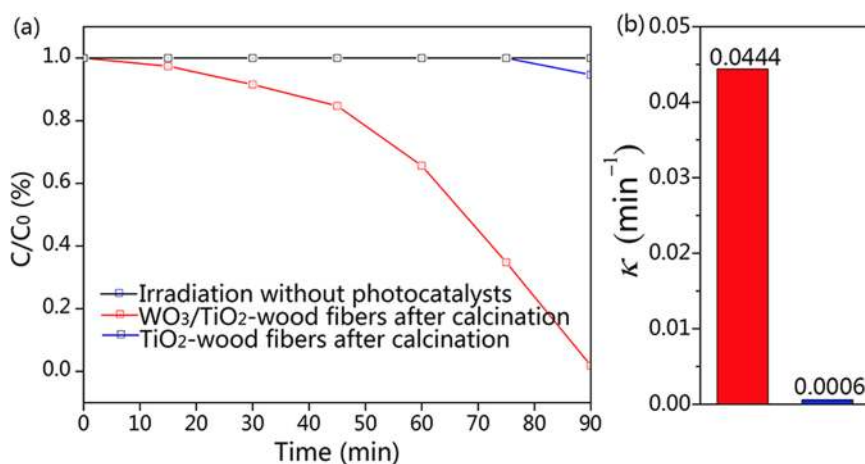 (a)
1.0
0.8
0.6
0.4
0.2
0.0
C/C0 (%)
Irradiation without photocatalysts
WO3/TiO2-wood fibers after calcination
TiO2-wood fibers after calcination
0 10 20 30 40 50 60 70 80 90
Time (min)
(b)
0.05
0.04
0.03
0.02
0.01
0.00
κ (min⁻¹)
0.0444
0.0006